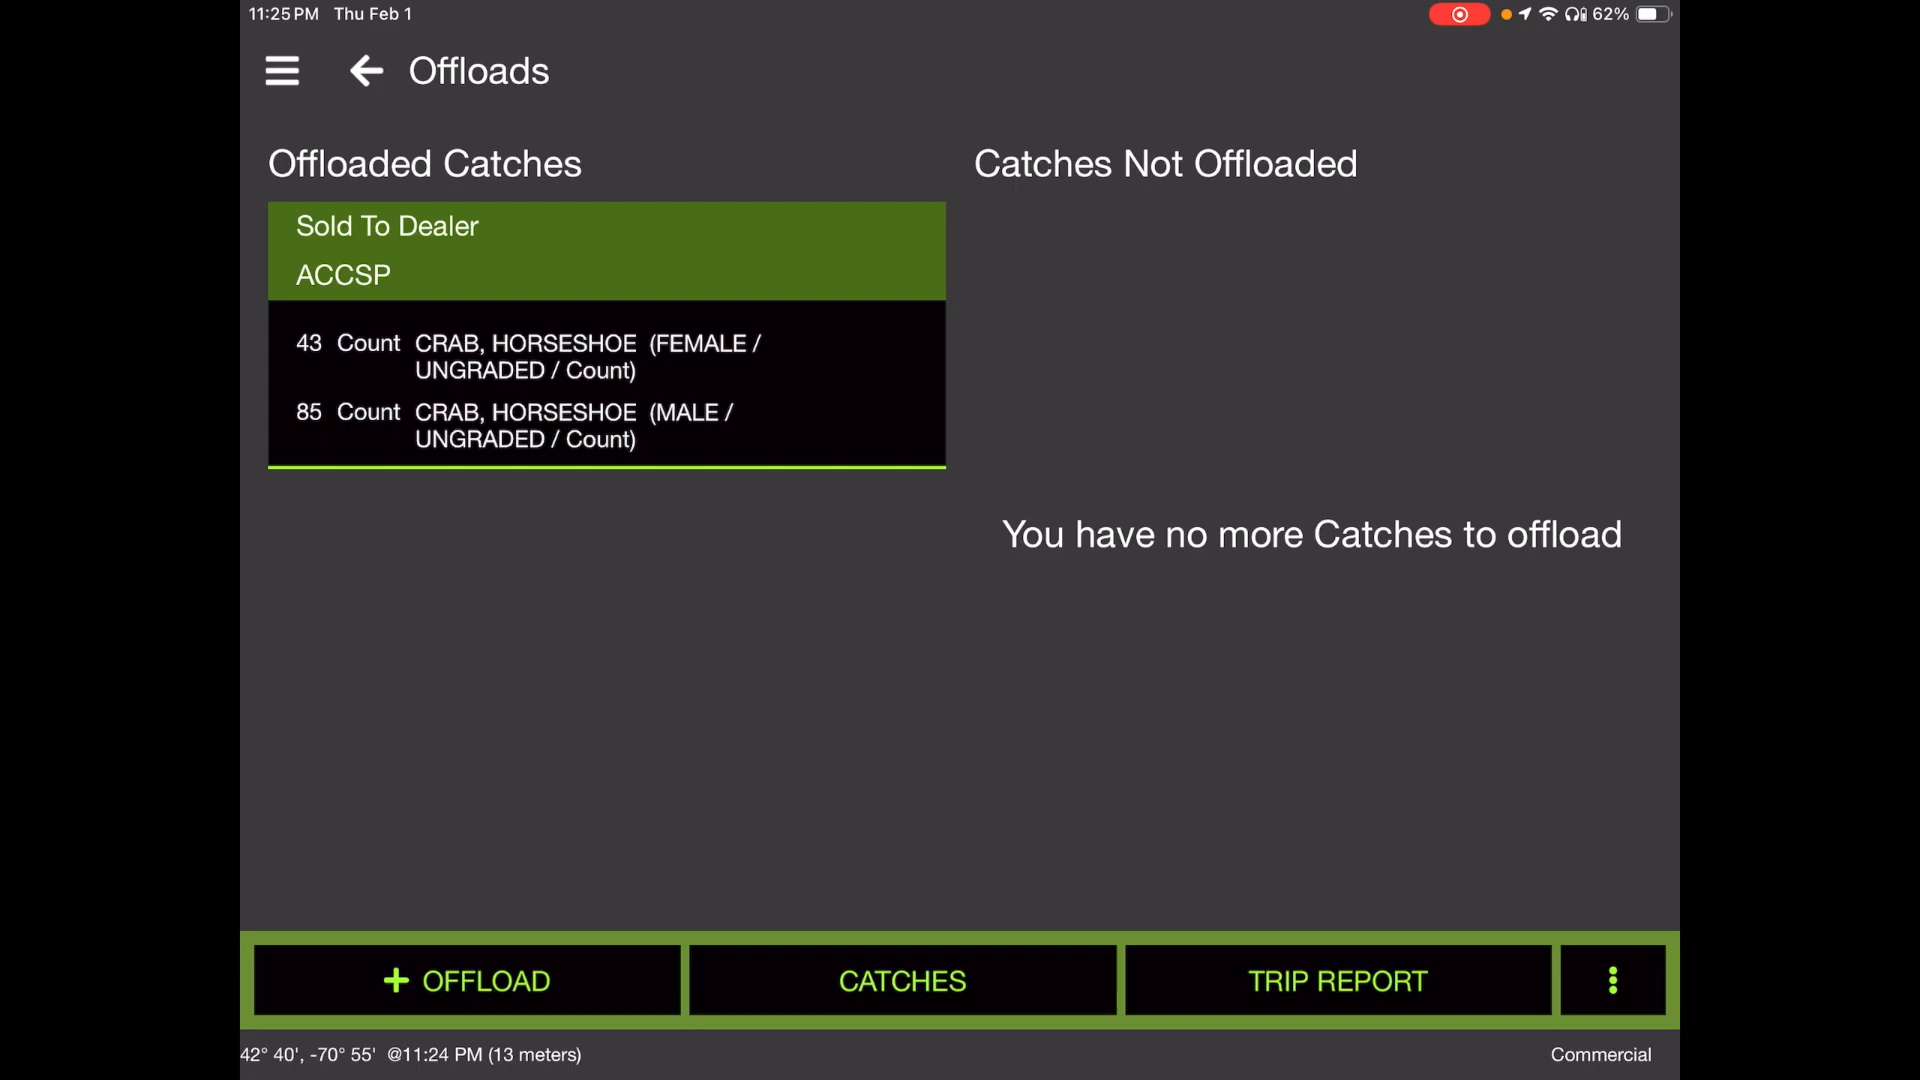 11:25 PM Thu Feb 1
62%
Offloads
Offloaded Catches
Catches Not Offloaded
Sold To Dealer
ACCSP
43 Count CRAB, HORSESHOE (FEMALE /
UNGRADED / Count)
85 Count CRAB, HORSESHOE (MALE /
UNGRADED / Count)
You have no more Catches to offload
+ OFFLOAD
CATCHES
TRIP REPORT
42° 40', -70° 55' @11:24 PM (13 meters)
Commercial